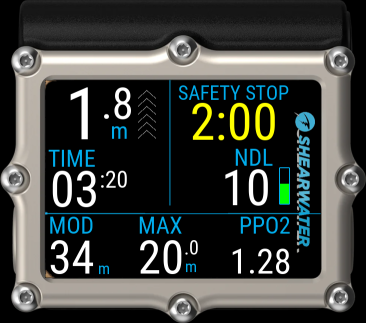 1.8 m
SAFETY STOP
2:00
TIME
03:20
NDL
10
SHEARWATER
MOD
34 m
MAX
20.0 m
PPO2
1.28